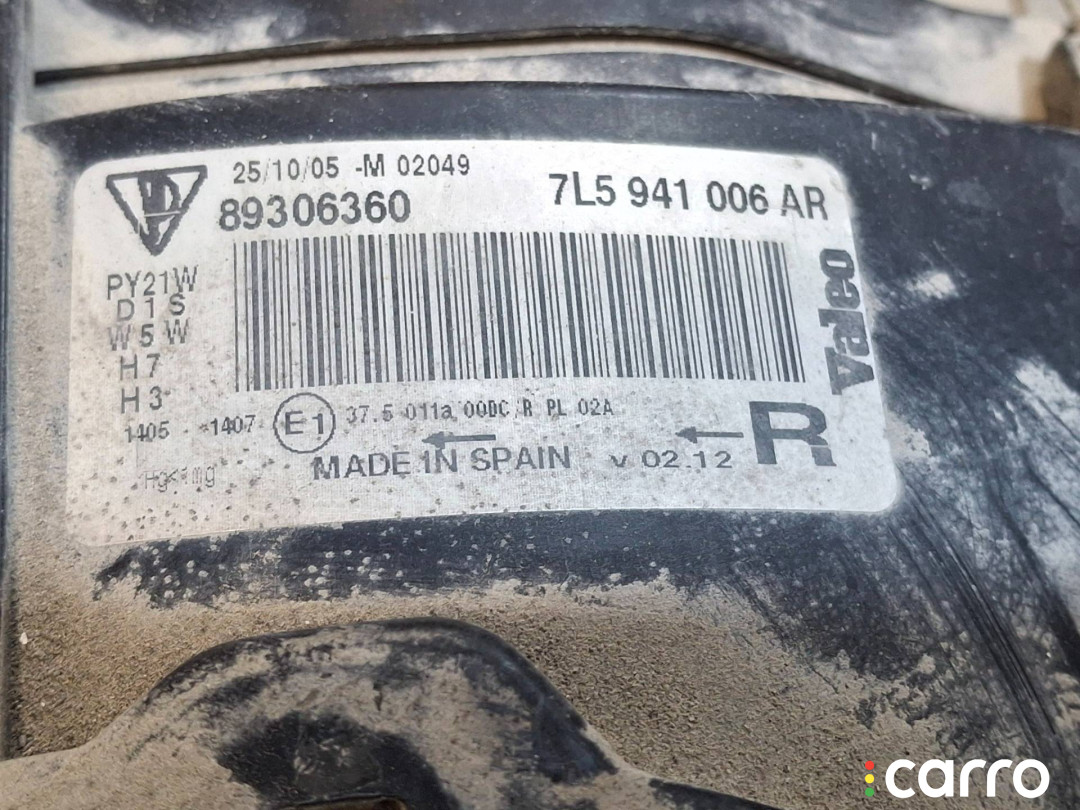 25/10/05 -M 02049
89306360
7L5 941 006 AR
PY21W
D1S
W5W
H7
H3
Valeo
1405 - 1407
E1
37.5 011a 00DC/R PL 02A
MADE IN SPAIN
v 02.12
R
carro